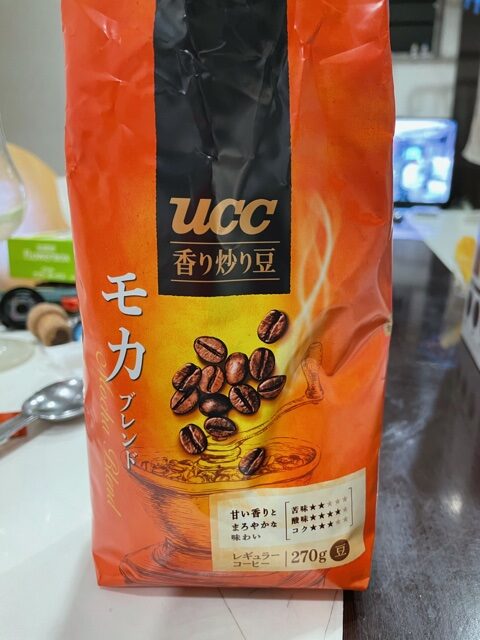 UCC
香り炒り豆
モカ
ブレンド
Mocha Blend
甘い香りと
まろやかな
味わい
苦味★★☆☆☆
酸味★★★★☆
コク★★★☆☆
レギュラー
コーヒー
270g
豆